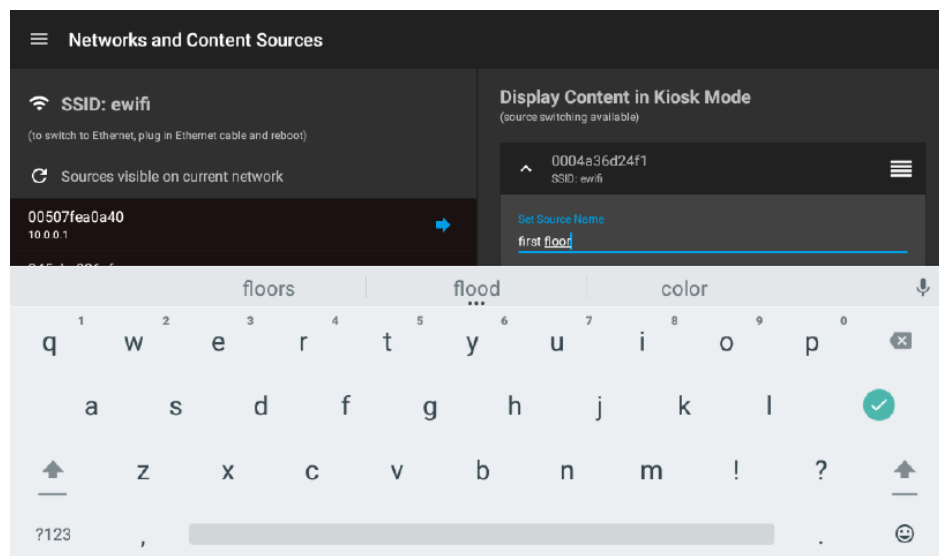 Networks and Content Sources
SSID: ewifi
(to switch to Ethernet, plug in Ethernet cable and reboot)
Sources visible on current network
00507fea0a40
10.0.0.1
Display Content in Kiosk Mode
(source switching available)
0004a36d24f1
SSID: ewifi
Set Source Name
first floor
floors flood color
1 2 3 4 5 6 7 8 9 0
q w e r t y u i o p
a s d f g h j k l
z x c v b n m ! ?
?123 , .